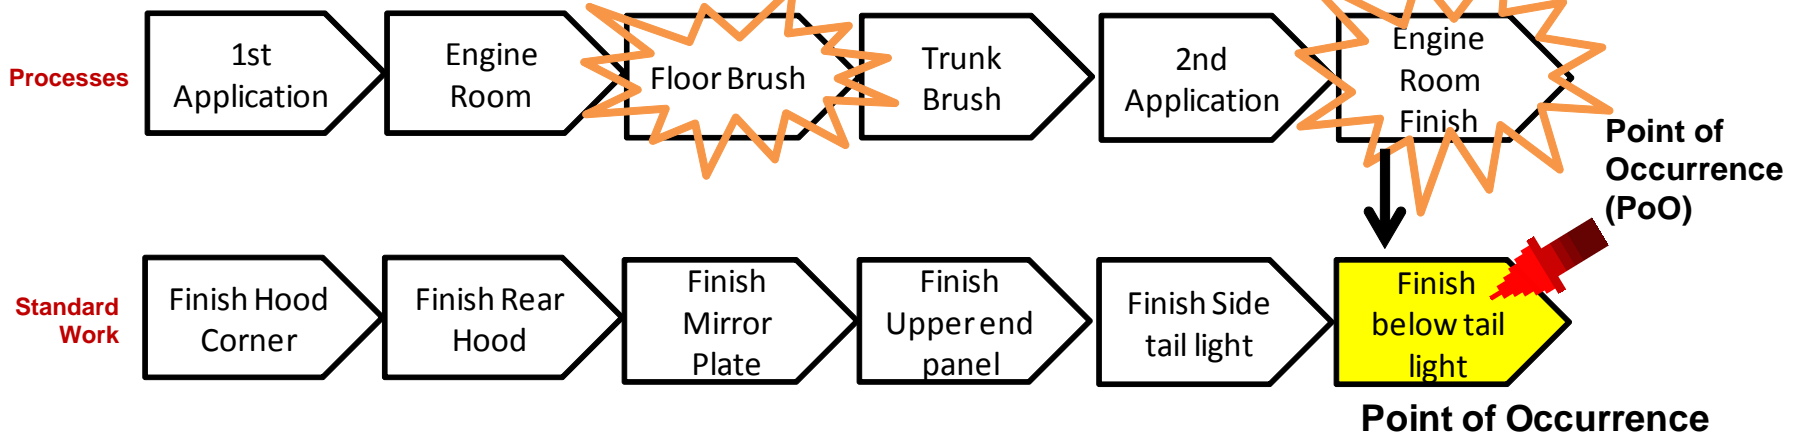 Processes
1st
Application
Engine
Room
Floor Brush
Trunk
Brush
2nd
Application
Engine
Room
Finish
Point of
Occurrence
(PoO)
Standard
Work
Finish Hood
Corner
Finish Rear
Hood
Finish
Mirror
Plate
Finish
Upper end
panel
Finish Side
tail light
Finish
below tail
light
Point of Occurrence